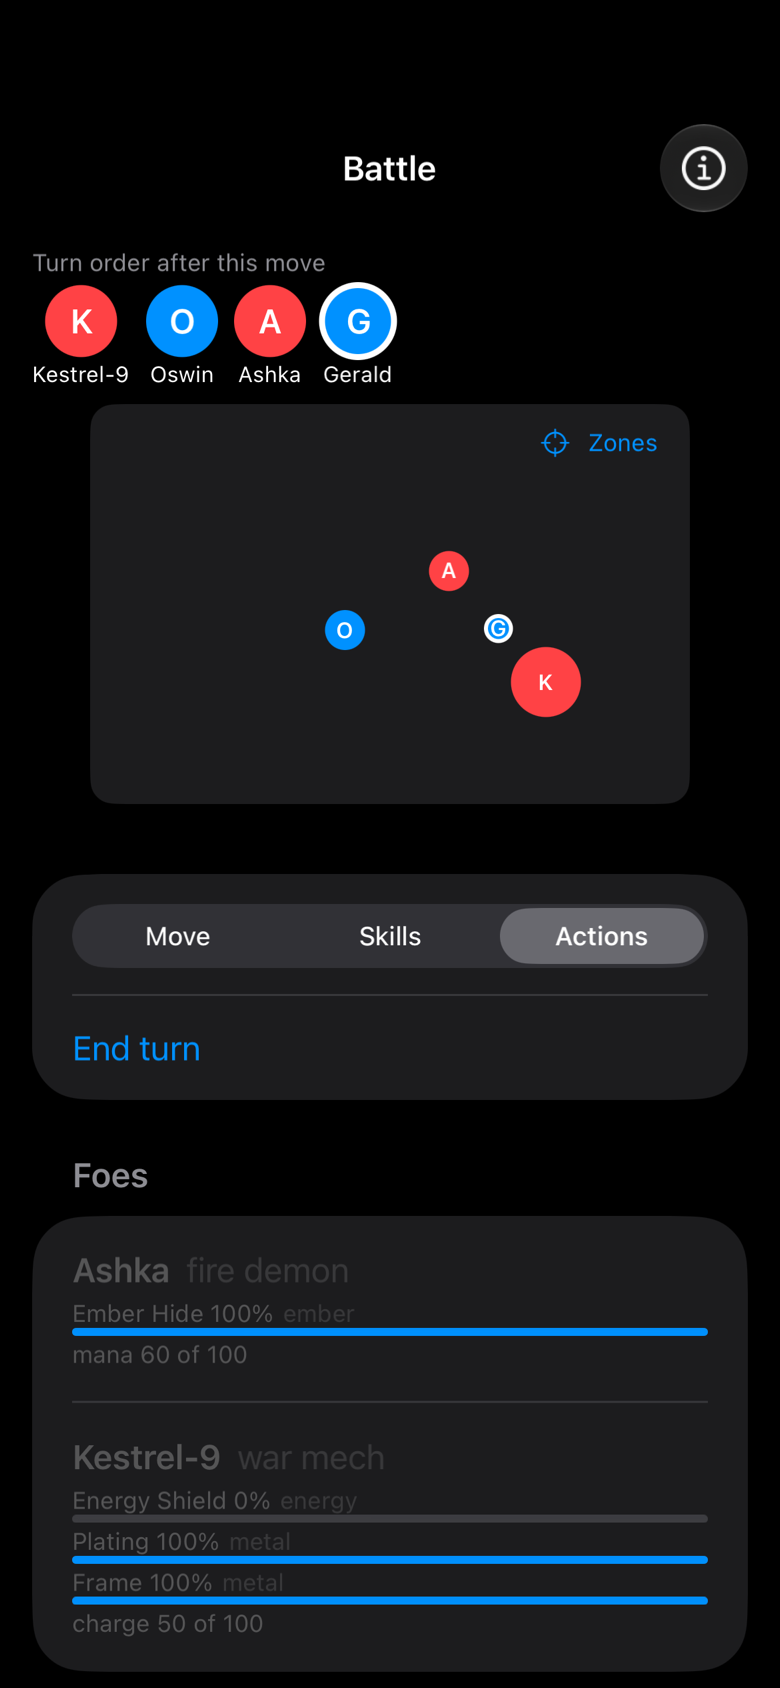 Battle
Turn order after this move
K O A G
Kestrel-9 Oswin Ashka Gerald
Zones
A
O
G
K
Move Skills Actions
End turn
Foes
Ashka fire demon
Ember Hide 100% ember
mana 60 of 100
Kestrel-9 war mech
Energy Shield 0% energy
Plating 100% metal
Frame 100% metal
charge 50 of 100